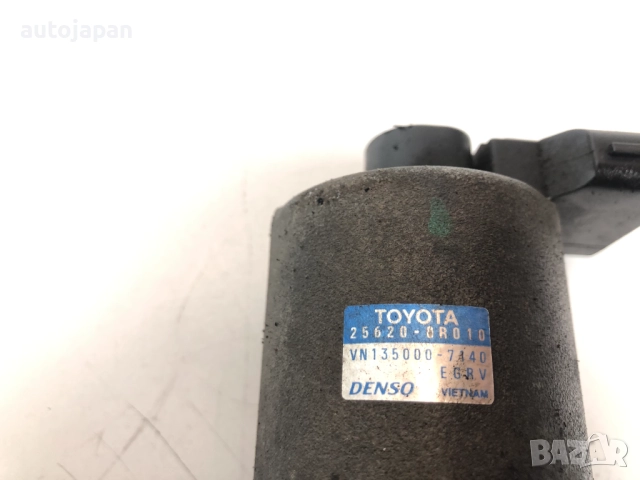 autojapan
TOYOTA
25620-0R010
VN135000-7440
EGRV
DENSO VIETNAM
BAZAR